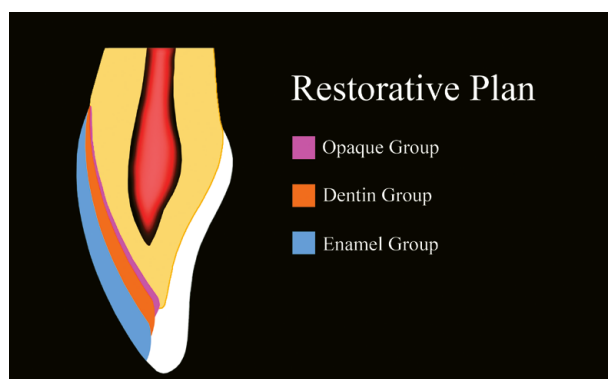 Restorative Plan
Opaque Group
Dentin Group
Enamel Group